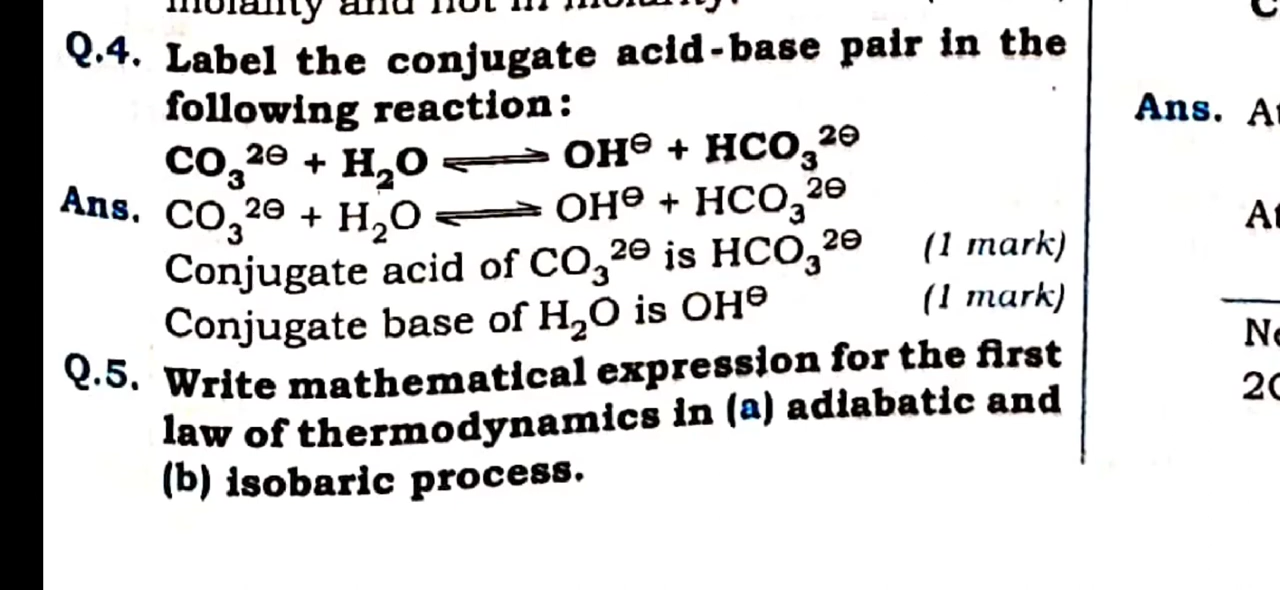 Q.4. Label the conjugate acid-base pair in the
following reaction:
CO₃²⊖ + H₂O ⇌ OH⊖ + HCO₃²⊖
Ans. CO₃²⊖ + H₂O ⇌ OH⊖ + HCO₃²⊖
Conjugate acid of CO₃²⊖ is HCO₃²⊖ (1 mark)
Conjugate base of H₂O is OH⊖ (1 mark)
Q.5. Write mathematical expression for the first
law of thermodynamics in (a) adiabatic and
(b) isobaric process.
Ans.